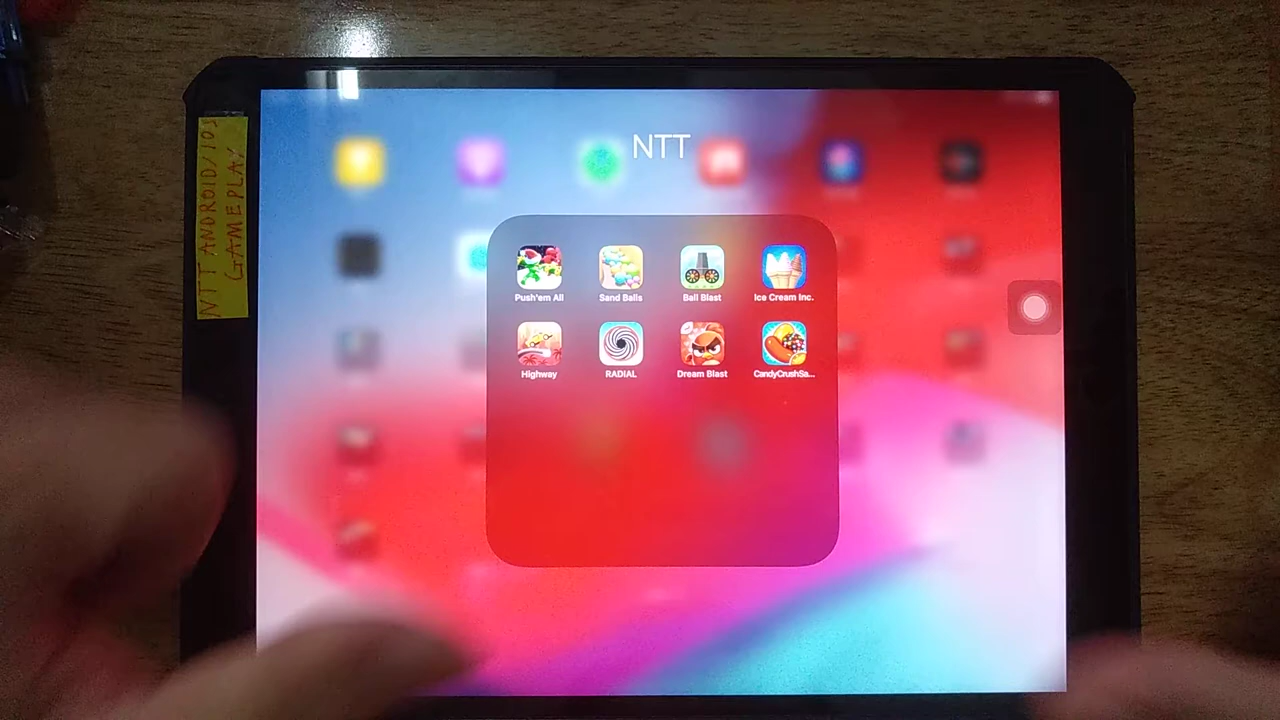 NTT ANDROID/IOS
GAMEPLAY
NTT
Push'em All
Sand Balls
Ball Blast
Ice Cream Inc.
Highway
RADIAL
Dream Blast
CandyCrushSa...